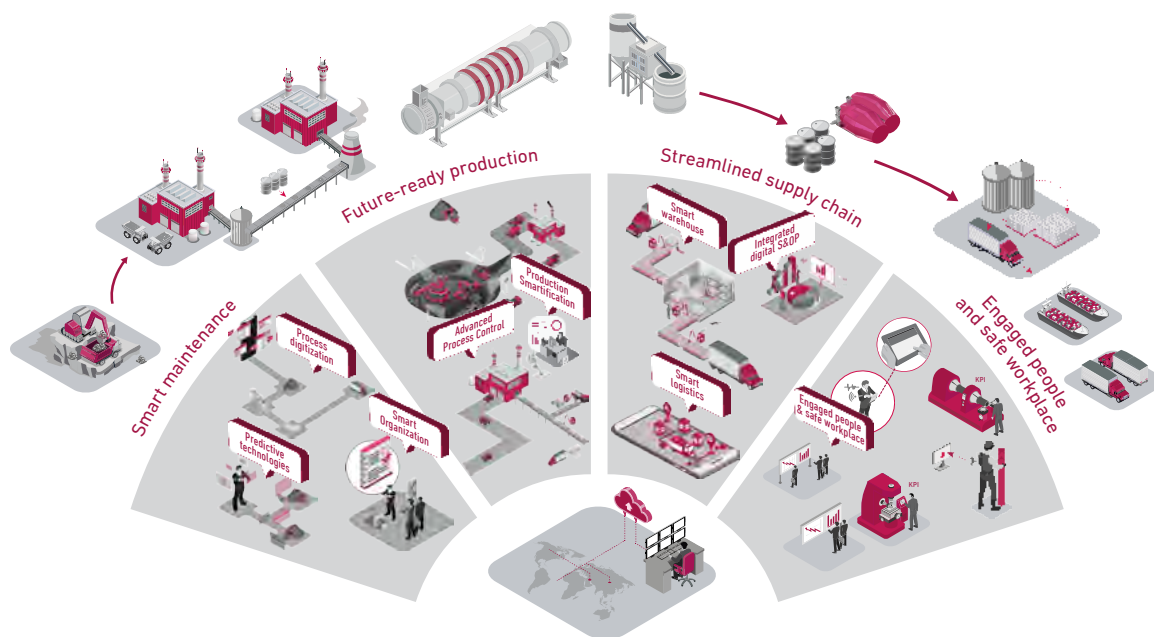 Smart maintenance
Process
digitization
Predictive
technologies
Smart
Organization
Future-ready production
Production
Smartification
Advanced
Process Control
Streamlined supply chain
Smart
warehouse
Integrated
digital S&OP
Smart
logistics
Engaged people
and safe workplace
Engaged people
& safe workplace
KPI
KPI